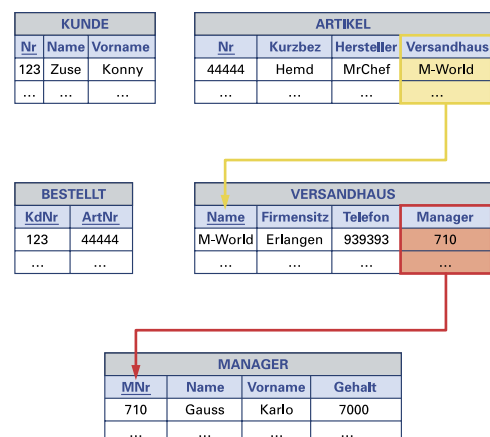 KUNDE
Nr Name Vorname
123 Zuse Konny
... ... ...
ARTIKEL
Nr Kurzbez Hersteller Versandhaus
44444 Hemd MrChef M-World
... ... ... ...
BESTELLT
KdNr ArtNr
123 44444
... ...
VERSANDHAUS
Name Firmensitz Telefon Manager
M-World Erlangen 939393 710
... ... ... ...
MANAGER
MNr Name Vorname Gehalt
710 Gauss Karlo 7000
... ... ... ...